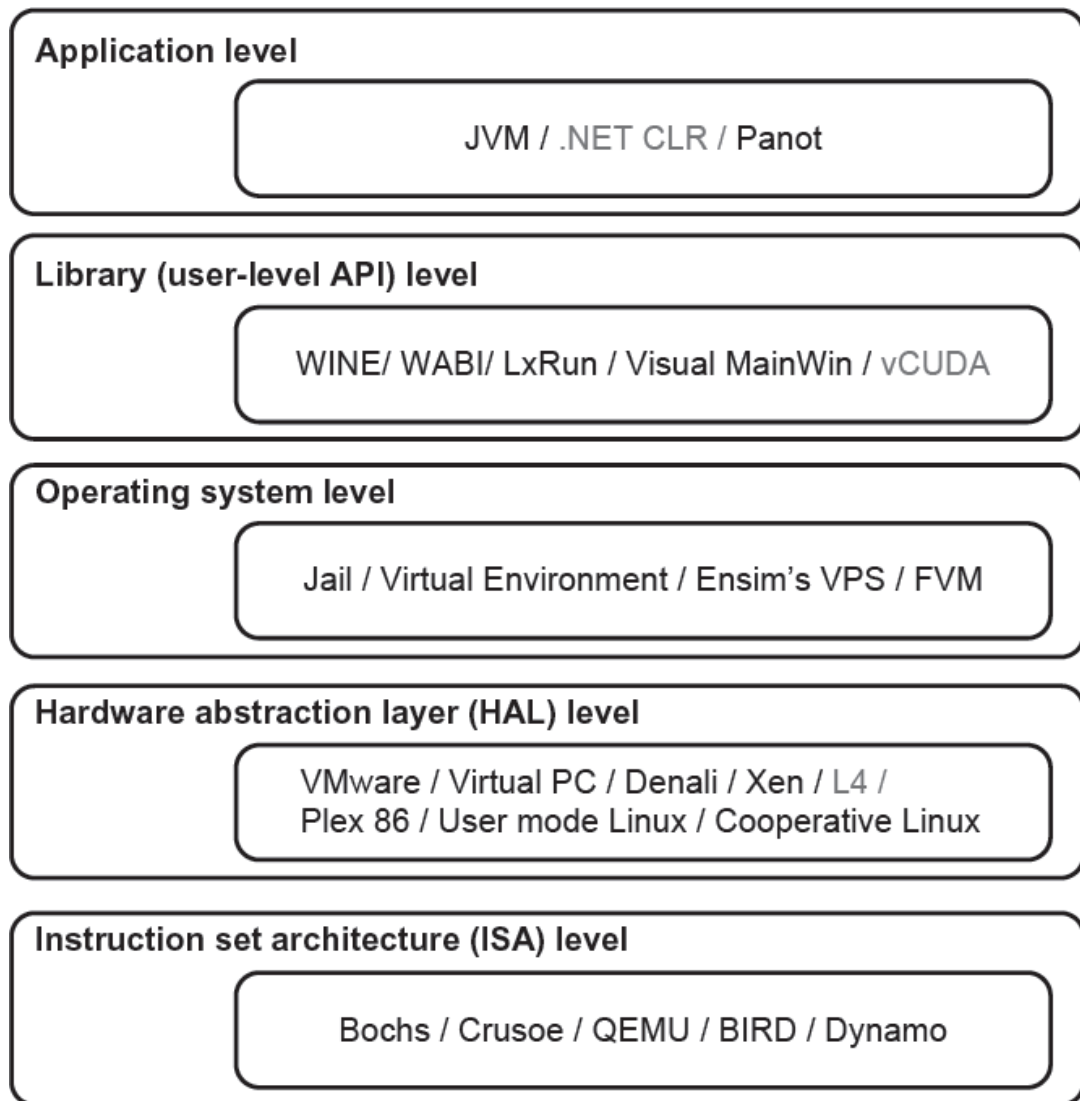 Application level
JVM / .NET CLR / Panot
Library (user-level API) level
WINE/ WABI/ LxRun / Visual MainWin / vCUDA
Operating system level
Jail / Virtual Environment / Ensim's VPS / FVM
Hardware abstraction layer (HAL) level
VMware / Virtual PC / Denali / Xen / L4 /
Plex 86 / User mode Linux / Cooperative Linux
Instruction set architecture (ISA) level
Bochs / Crusoe / QEMU / BIRD / Dynamo